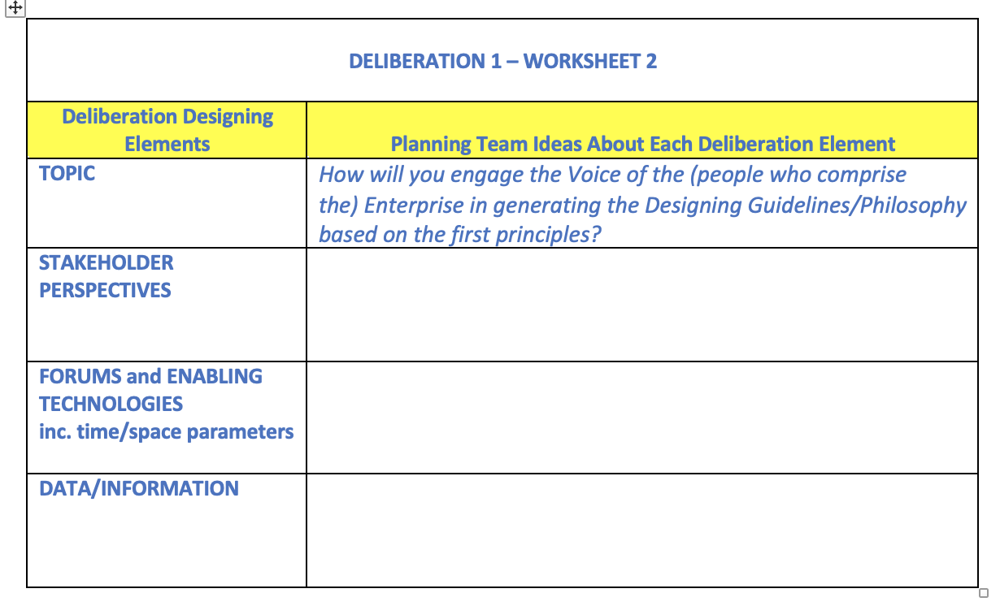 DELIBERATION 1 – WORKSHEET 2
Deliberation Designing
Elements
Planning Team Ideas About Each Deliberation Element
TOPIC
How will you engage the Voice of the (people who comprise
the) Enterprise in generating the Designing Guidelines/Philosophy
based on the first principles?
STAKEHOLDER
PERSPECTIVES
FORUMS and ENABLING
TECHNOLOGIES
inc. time/space parameters
DATA/INFORMATION